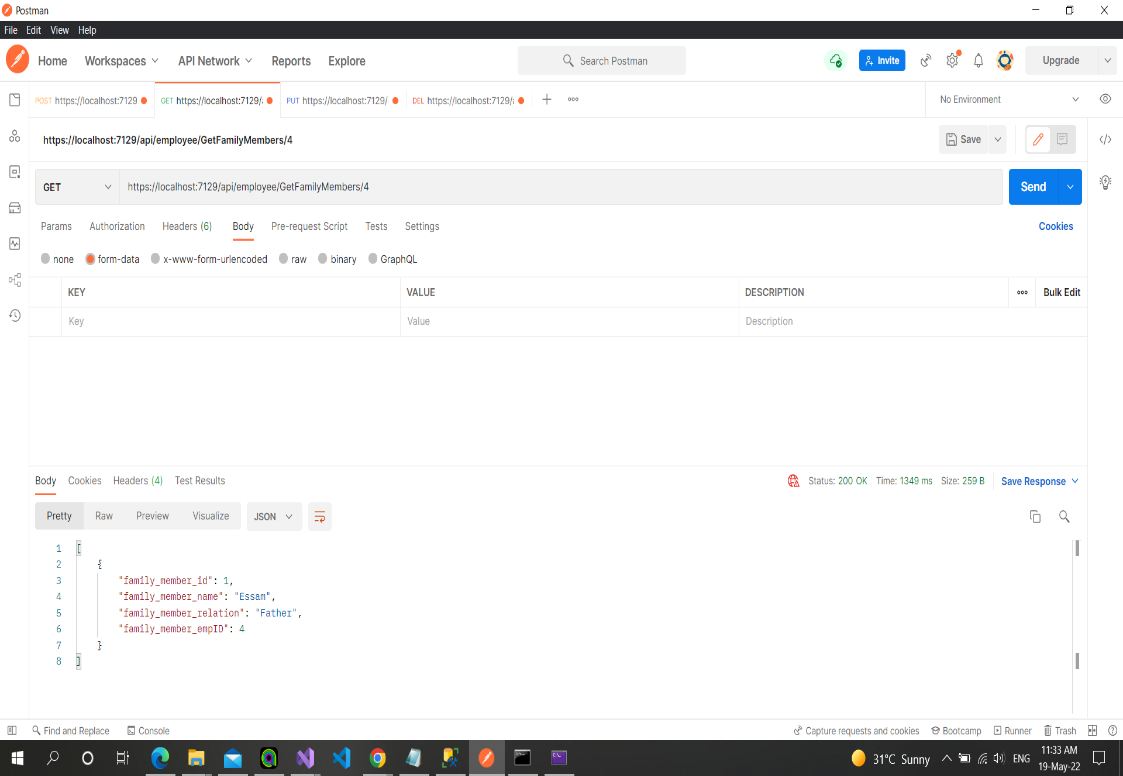 Postman
File Edit View Help
Home Workspaces API Network Reports Explore Search Postman Invite Upgrade
POST https://localhost:7129 GET https://localhost:7129/ PUT https://localhost:7129/ DEL https://localhost:7129/ No Environment
https://localhost:7129/api/employee/GetFamilyMembers/4 Save
GET https://localhost:7129/api/employee/GetFamilyMembers/4 Send
Params Authorization Headers (6) Body Pre-request Script Tests Settings Cookies
none form-data x-www-form-urlencoded raw binary GraphQL
KEY VALUE DESCRIPTION Bulk Edit
Key Value Description
Body Cookies Headers (4) Test Results Status: 200 OK Time: 1349 ms Size: 259 B Save Response
Pretty Raw Preview Visualize JSON
1 [
2 {
3 "family_member_id": 1,
4 "family_member_name": "Essam",
5 "family_member_relation": "Father",
6 "family_member_empID": 4
7 }
8 ]
Find and Replace Console Capture requests and cookies Bootcamp Runner Trash
31°C Sunny ENG 11:33 AM
19-May-22